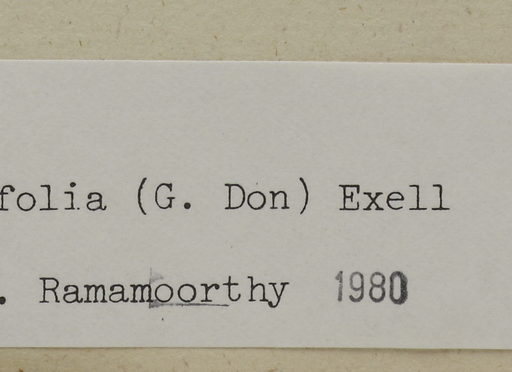 folia (G. Don) Exell
. Ramamoorthy 1980